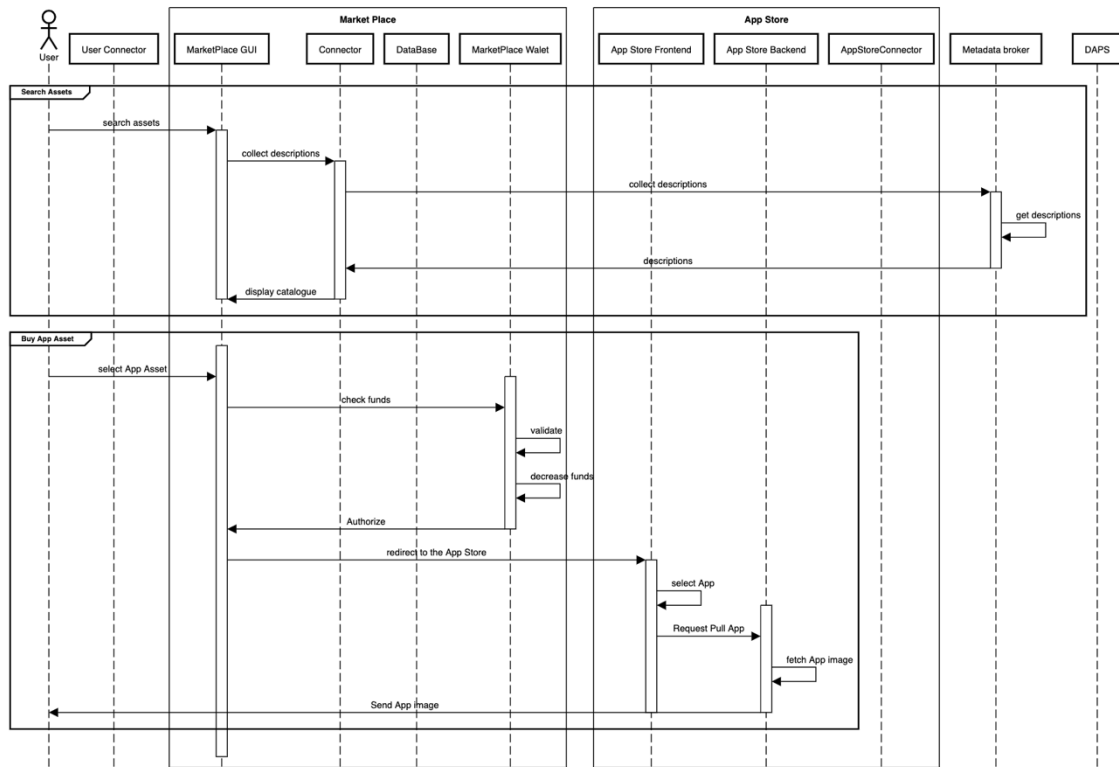 Market Place
App Store
User
User Connector
MarketPlace GUI
Connector
DataBase
MarketPlace Walet
App Store Frontend
App Store Backend
AppStoreConnector
Metadata broker
DAPS
Search Assets
search assets
collect descriptions
collect descriptions
get descriptions
descriptions
display catalogue
Buy App Asset
select App Asset
check funds
validate
decrease funds
Authorize
redirect to the App Store
select App
Request Pull App
fetch App image
Send App image